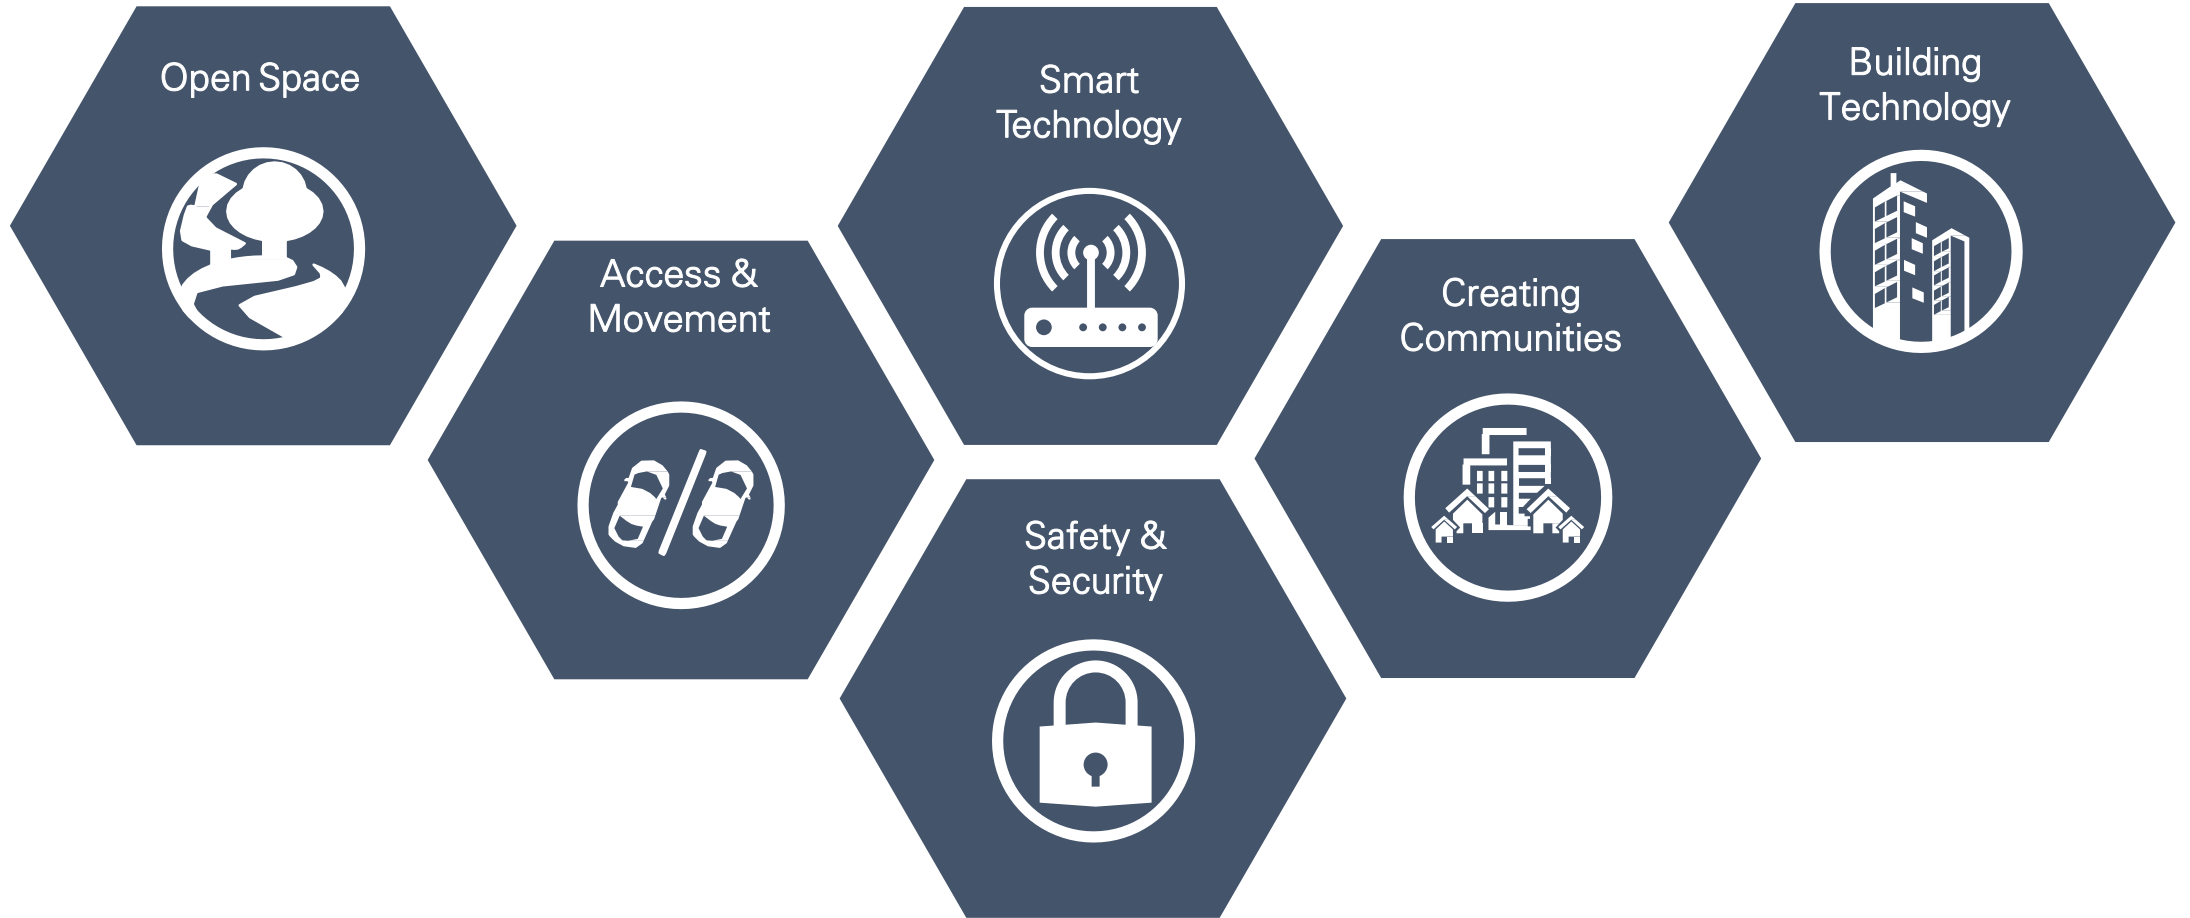 Open Space
Access &
Movement
Smart
Technology
Safety &
Security
Creating
Communities
Building
Technology